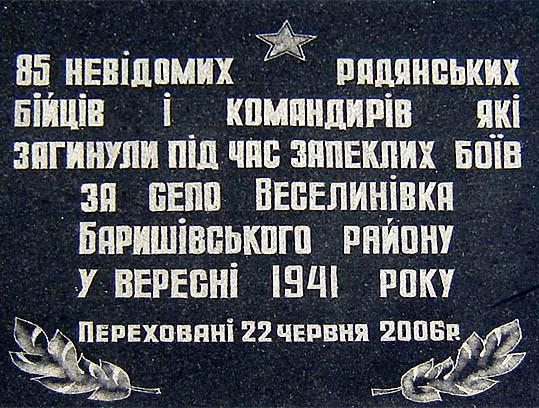 85 НЕВІДОМИХ РАДЯНСЬКИХ
БІЙЦІВ І КОМАНДИРІВ ЯКІ
ЗАГИНУЛИ ПІД ЧАС ЗАПЕКЛИХ БОЇВ
ЗА СЕЛО ВЕСЕЛИНІВКА
БАРИШІВСЬКОГО РАЙОНУ
У ВЕРЕСНІ 1941 РОКУ
ПЕРЕХОВАНІ 22 ЧЕРВНЯ 2006Р.